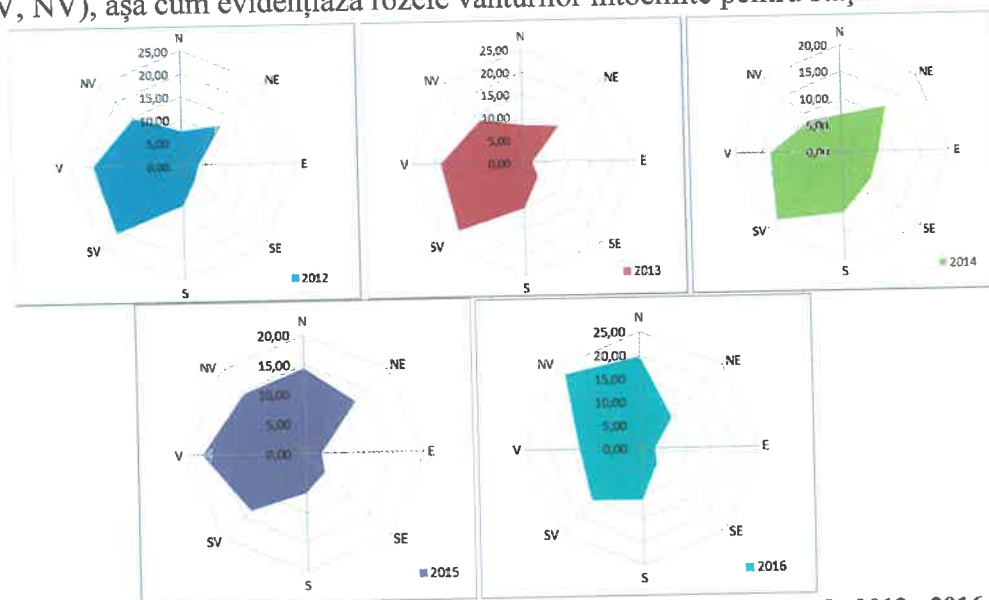 V, NV), așa cum evidențiază rozele vânturilor întocmite pentru
N
25,00
20,00
15,00
10,00
5,00
0,00
NV
NE
V
E
SV
SE
S
2012
N
25,00
20,00
15,00
10,00
5,00
0,00
NV
NE
V
E
SV
SE
S
2013
N
20,00
15,00
10,00
5,00
0,00
NV
NE
V
E
SV
SE
S
2014
N
20,00
15,00
10,00
5,00
0,00
NV
NE
V
E
SV
SE
S
2015
N
25,00
20,00
15,00
10,00
5,00
0,00
NV
NE
V
E
SV
SE
S
2016
2012 - 2016